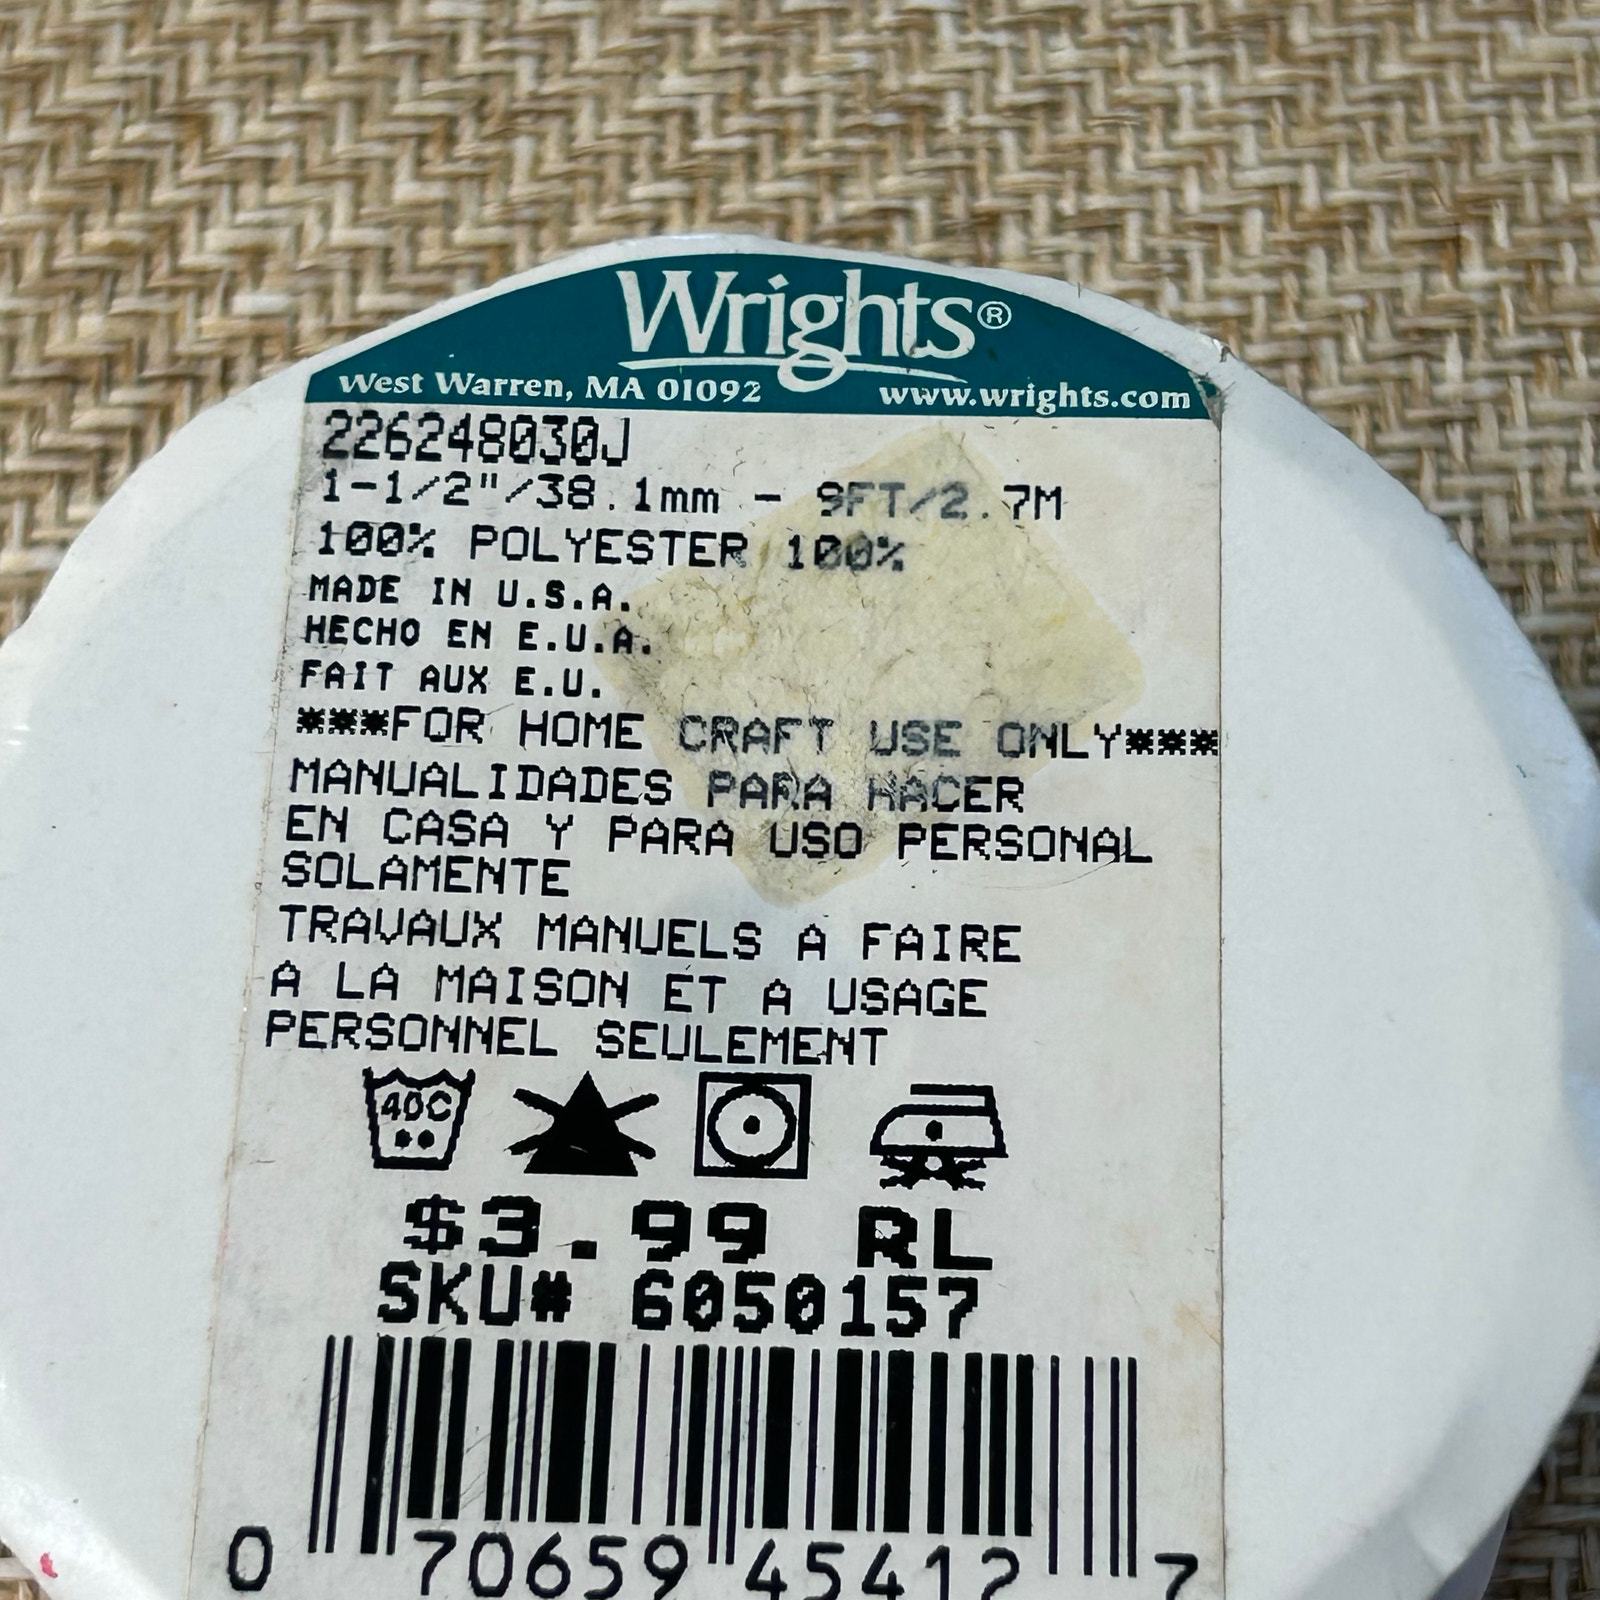 Wrights®
West Warren, MA 01092 www.wrights.com
226248030J
1-1/2"/38.1mm - 9FT/2.7M
100% POLYESTER 100%
MADE IN U.S.A.
HECHO EN E.U.A.
FAIT AUX E.U.
***FOR HOME CRAFT USE ONLY***
MANUALIDADES PARA HACER
EN CASA Y PARA USO PERSONAL
SOLAMENTE
TRAVAUX MANUELS A FAIRE
A LA MAISON ET A USAGE
PERSONNEL SEULEMENT
40C
$3.99 RL
SKU# 6050157
0 70659 45412 7